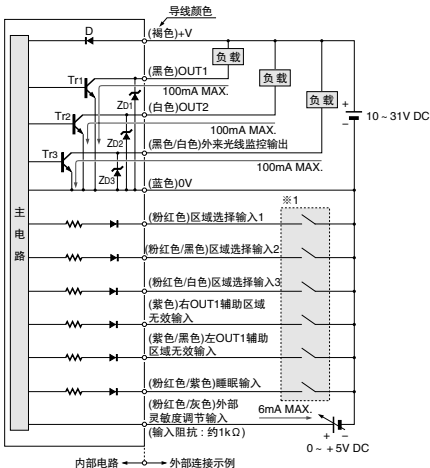 导线颜色
D
(褐色)+V
负载
(黑色)OUT1
Tr1
100mA MAX.
负载
ZD1
(白色)OUT2
Tr2
100mA MAX.
负载
ZD2
(黑色/白色)外来光线监控输出
10~31V DC
Tr3
100mA MAX.
ZD3
(蓝色)0V
主电路
※1
(粉红色)区域选择输入1
(粉红色/黑色)区域选择输入2
(粉红色/白色)区域选择输入3
(紫色)右OUT1辅助区域
无效输入
(紫色/黑色)左OUT1辅助
区域无效输入
(粉红色/紫色)睡眠输入
(粉红色/灰色)外部
灵敏度调节输入
(输入阻抗:约1kΩ)
6mA MAX.
0~+5V DC
内部电路
外部连接示例